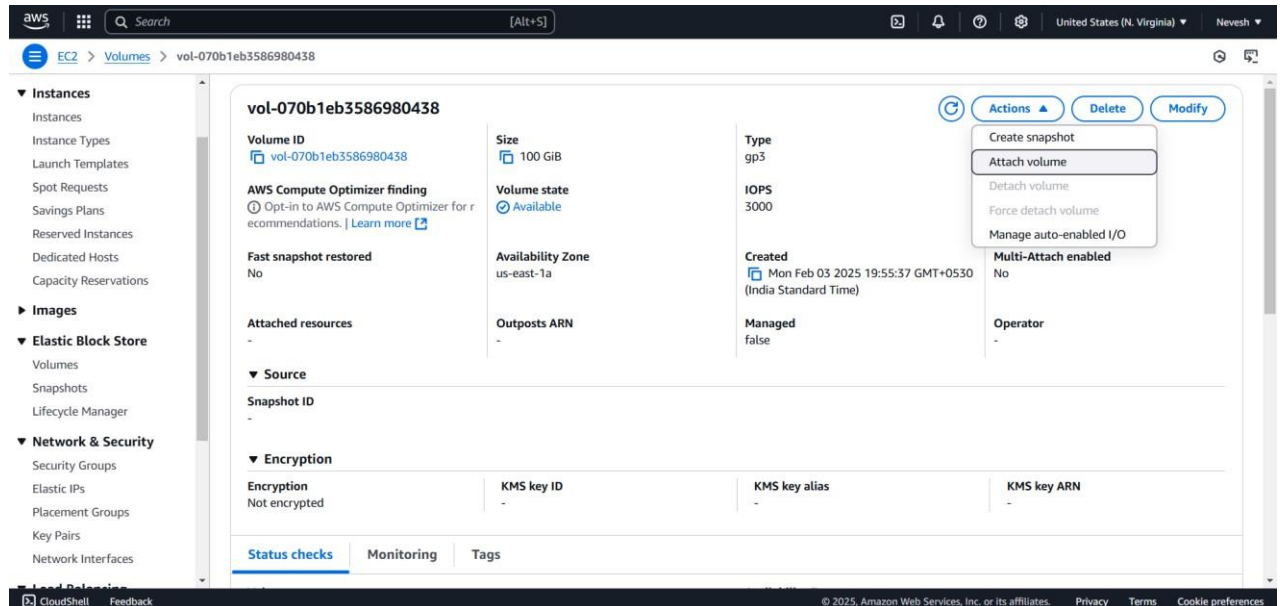 aws
Search
[Alt+S]
United States (N. Virginia) ▼
Nevesh ▼
EC2 > Volumes > vol-070b1eb3586980438
▼ Instances
Instances
Instance Types
Launch Templates
Spot Requests
Savings Plans
Reserved Instances
Dedicated Hosts
Capacity Reservations
▶ Images
▼ Elastic Block Store
Volumes
Snapshots
Lifecycle Manager
▼ Network & Security
Security Groups
Elastic IPs
Placement Groups
Key Pairs
Network Interfaces
vol-070b1eb3586980438
Actions ▲
Delete
Modify
Create snapshot
Attach volume
Detach volume
Force detach volume
Manage auto-enabled I/O
Volume ID
vol-070b1eb3586980438
Size
100 GiB
Type
gp3
AWS Compute Optimizer finding
Opt-in to AWS Compute Optimizer for r
ecommendations. | Learn more
Volume state
Available
IOPS
3000
Fast snapshot restored
No
Availability Zone
us-east-1a
Created
Mon Feb 03 2025 19:55:37 GMT+0530
(India Standard Time)
Multi-Attach enabled
No
Attached resources
-
Outposts ARN
-
Managed
false
Operator
-
▼ Source
Snapshot ID
-
▼ Encryption
Encryption
Not encrypted
KMS key ID
-
KMS key alias
-
KMS key ARN
-
Status checks
Monitoring
Tags
CloudShell
Feedback
© 2025, Amazon Web Services, Inc. or its affiliates.
Privacy
Terms
Cookie preferences